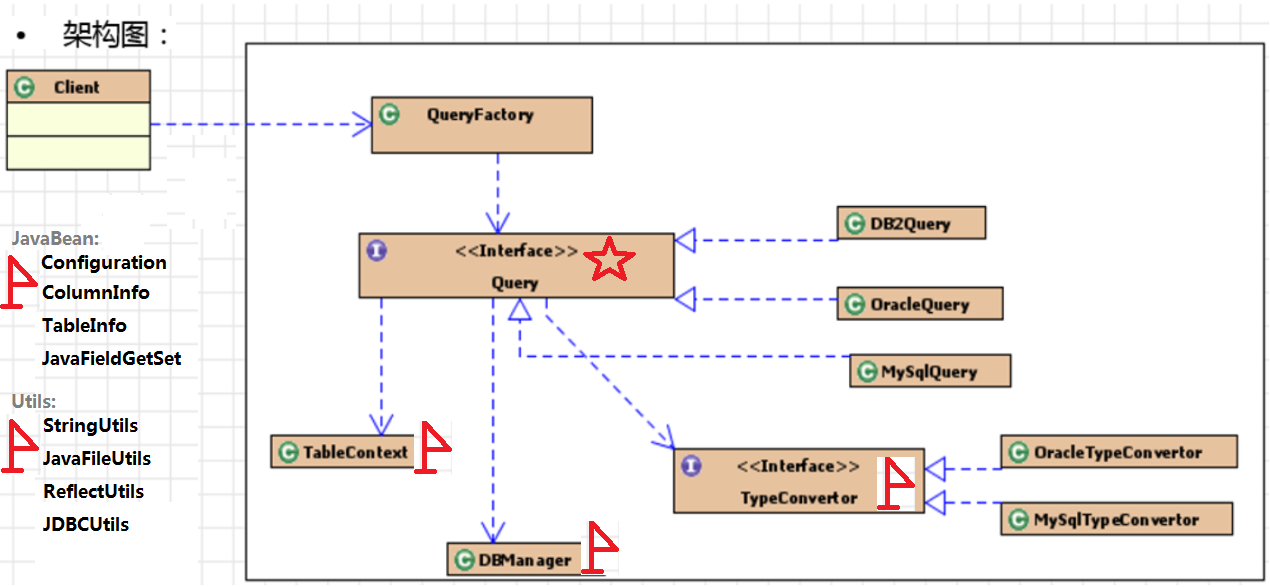 • 架构图：
C Client
C QueryFactory
JavaBean:
Configuration
ColumnInfo
TableInfo
JavaFieldGetSet
Utils:
StringUtils
JavaFileUtils
ReflectUtils
JDBCUtils
I <<Interface>>
Query
C DB2Query
C OracleQuery
C MySqlQuery
C TableContext
C DBManager
I <<Interface>>
TypeConvertor
C OracleTypeConvertor
C MySqlTypeConvertor